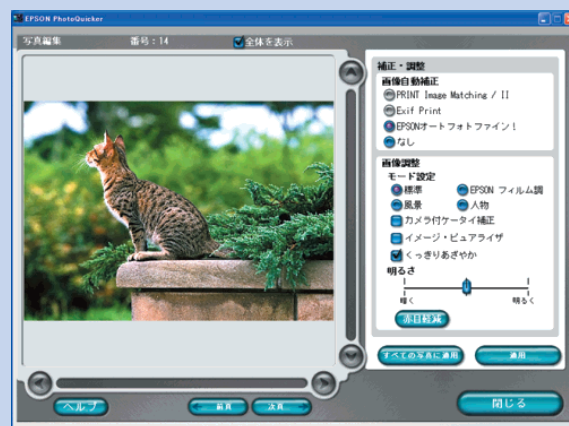 EPSON PhotoQuicker
写真編集 番号：14 全体を表示
補正・調整
画像自動補正
PRINT Image Matching / II
Exif Print
EPSONオートフォトファイン！
なし
画像調整
モード設定
標準 EPSON フィルム調
風景 人物
カメラ付ケータイ補正
イメージ・ピュアライザ
くっきりあざやか
明るさ
暗く 明るく
赤目軽減
すべての写真に適用 適用
ヘルプ 前頁 次頁 閉じる